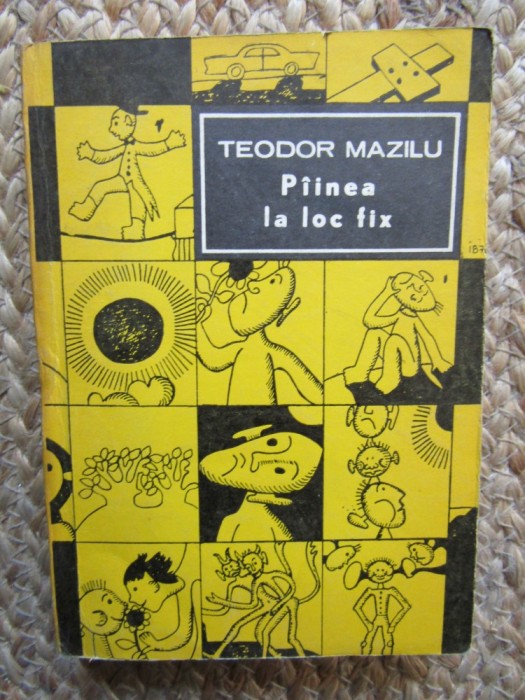 TEODOR MAZILU
Pîinea
la loc fix